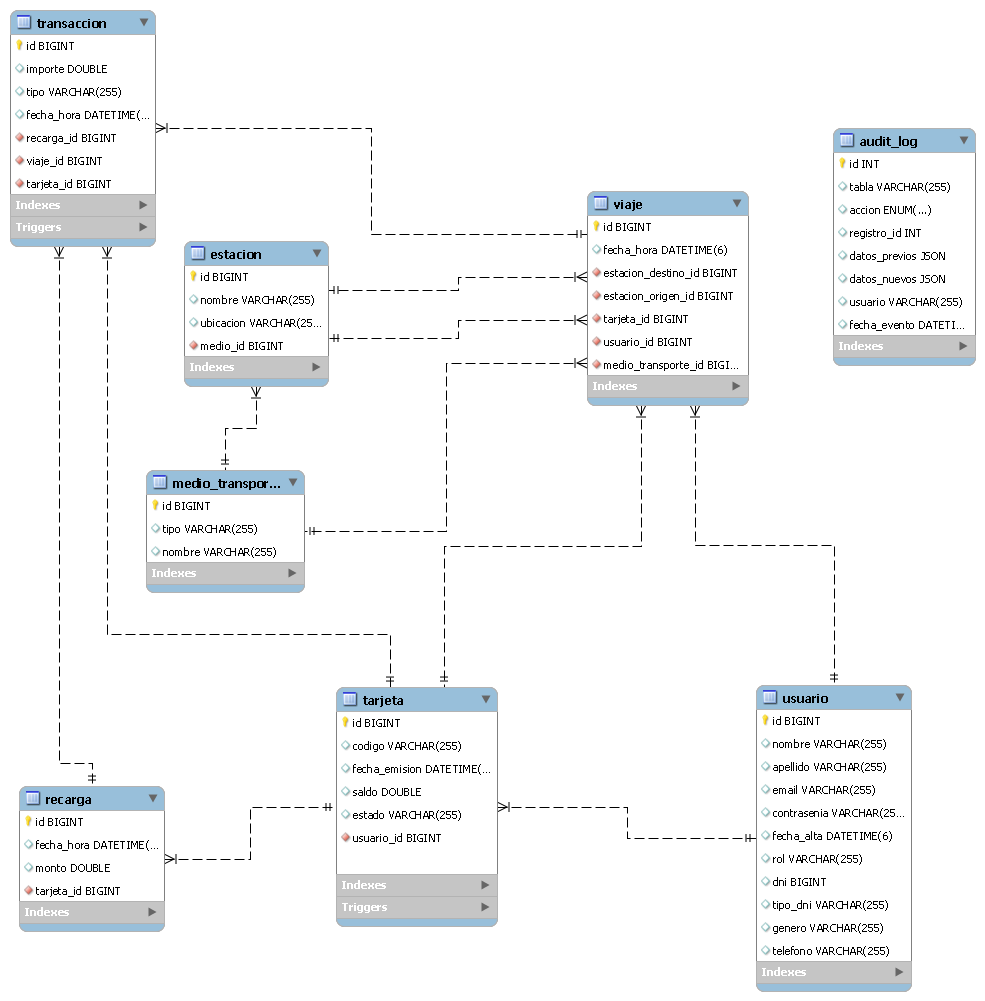 transaccion
id BIGINT
importe DOUBLE
tipo VARCHAR(255)
fecha_hora DATETIME(...
recarga_id BIGINT
viaje_id BIGINT
tarjeta_id BIGINT
Indexes
Triggers
audit_log
id INT
tabla VARCHAR(255)
accion ENUM(...)
registro_id INT
datos_previos JSON
datos_nuevos JSON
usuario VARCHAR(255)
fecha_evento DATETI...
Indexes
viaje
id BIGINT
fecha_hora DATETIME(6)
estacion_destino_id BIGINT
estacion_origen_id BIGINT
tarjeta_id BIGINT
usuario_id BIGINT
medio_transporte_id BIGI...
Indexes
estacion
id BIGINT
nombre VARCHAR(255)
ubicacion VARCHAR(25...
medio_id BIGINT
Indexes
medio_transpor...
id BIGINT
tipo VARCHAR(255)
nombre VARCHAR(255)
Indexes
tarjeta
id BIGINT
codigo VARCHAR(255)
fecha_emision DATETIME(...
saldo DOUBLE
estado VARCHAR(255)
usuario_id BIGINT
Indexes
Triggers
usuario
id BIGINT
nombre VARCHAR(255)
apellido VARCHAR(255)
email VARCHAR(255)
contrasenia VARCHAR(25...
fecha_alta DATETIME(6)
rol VARCHAR(255)
dni BIGINT
tipo_dni VARCHAR(255)
genero VARCHAR(255)
telefono VARCHAR(255)
Indexes
recarga
id BIGINT
fecha_hora DATETIME(...
monto DOUBLE
tarjeta_id BIGINT
Indexes